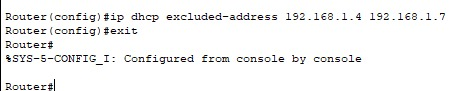 Router(config)#ip dhcp excluded-address 192.168.1.4 192.168.1.7
Router(config)#exit
Router#
%SYS-5-CONFIG_I: Configured from console by console
Router#